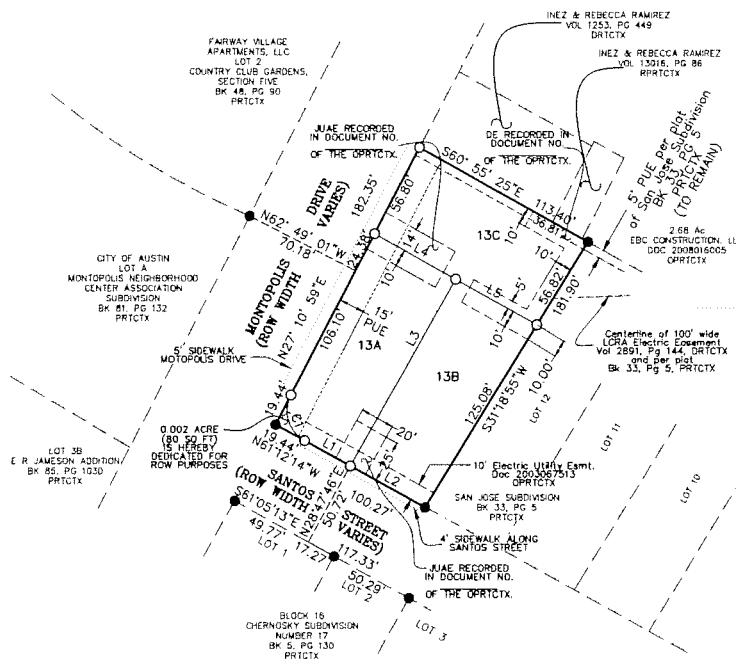 INEZ & REBECCA RAMIREZ
VOL 1253, PG 449
DRTCTX
INEZ & REBECCA RAMIREZ
VOL 13016, PG 86
RPRTCTX
FAIRWAY VILLAGE
APARTMENTS, LLC
LOT 2
COUNTRY CLUB GARDENS,
SECTION FIVE
BK 48, PG 90
PRTCTX
JUAE RECORDED
IN DOCUMENT NO.
OF THE OPRTCTX.
DE RECORDED IN
DOCUMENT NO.
OF THE OPRTCTX.
5' PUE per plat
of San Jose Subdivision
BK 33, PG 5
PRTCTX
(TO REMAIN)
S60° 55' 25"E
113.40'
36.81'
10'
13C
10'
56.82'
181.90'
2.68 Ac
EBC CONSTRUCTION, LL
DOC 2008016005
OPRTCTX
182.35'
56.80'
24.38'
DRIVE
VARIES)
N62° 49' 01"W
70.18'
CITY OF AUSTIN
LOT A
MONTOPOLIS NEIGHBORHOOD
CENTER ASSOCIATION
SUBDIVISION
BK 81, PG 132
PRTCTX
MONTOPOLIS
(ROW WIDTH
N27° 10' 59"E
106.10'
14'
L4
10'
15'
PUE
13A
L3
L5
5'
10'
13B
Centerline of 100' wide
LCRA Electric Easement
Vol 2891, Pg 144, DRTCTX
and per plat
Bk 33, Pg 5, PRTCTX
5' SIDEWALK
MOTOPOLIS DRIVE
125.08'
S31°18'55"W
10.00'
LOT 12
LOT 11
LOT 10
19.44'
C1
0.002 ACRE
(80 SQ FT)
IS HEREBY
DEDICATED FOR
ROW PURPOSES
19.44'
N61°12'14"W
L1
20'
5'
L2
100.27'
10' Electric Utility Esmt.
Doc 2003067513
OPRTCTX
LOT 3B
E R JAMESON ADDITION
BK 85, PG 103D
PRTCTX
SAN JOSE SUBDIVISION
BK 33, PG 5
PRTCTX
SANTOS STREET
(ROW WIDTH VARIES)
N28°47'46"E
50.72'
S61°05'13"E
49.77'
17.27'
117.33'
50.29'
LOT 1
LOT 2
LOT 3
4' SIDEWALK ALONG
SANTOS STREET
JUAE RECORDED
IN DOCUMENT NO.
OF THE OPRTCTX.
BLOCK 16
CHERNOSKY SUBDIVISION
NUMBER 17
BK 5, PG 130
PRTCTX